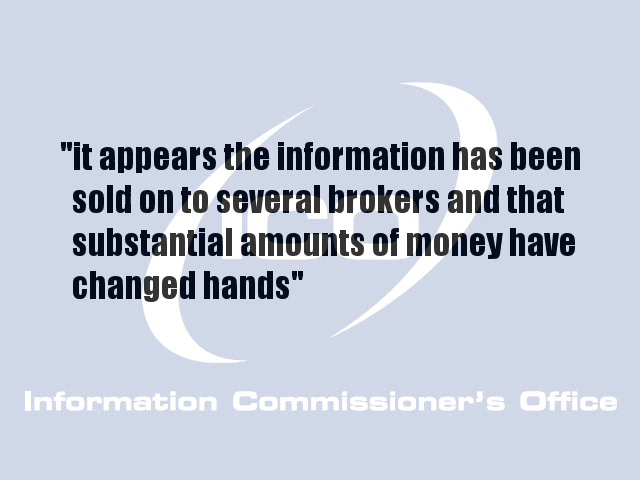 "it appears the information has been
sold on to several brokers and that
substantial amounts of money have
changed hands"
ico
Information Commissioner's Office